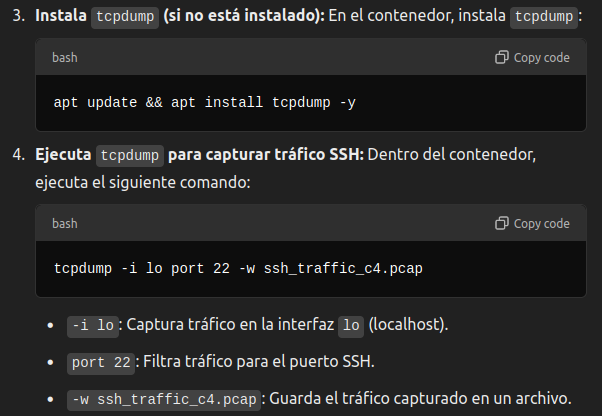 3. Instala tcpdump (si no está instalado): En el contenedor, instala tcpdump:
bash
Copy code
apt update && apt install tcpdump -y
4. Ejecuta tcpdump para capturar tráfico SSH: Dentro del contenedor,
ejecuta el siguiente comando:
bash
Copy code
tcpdump -i lo port 22 -w ssh_traffic_c4.pcap
• -i lo: Captura tráfico en la interfaz lo (localhost).
• port 22: Filtra tráfico para el puerto SSH.
• -w ssh_traffic_c4.pcap: Guarda el tráfico capturado en un archivo.